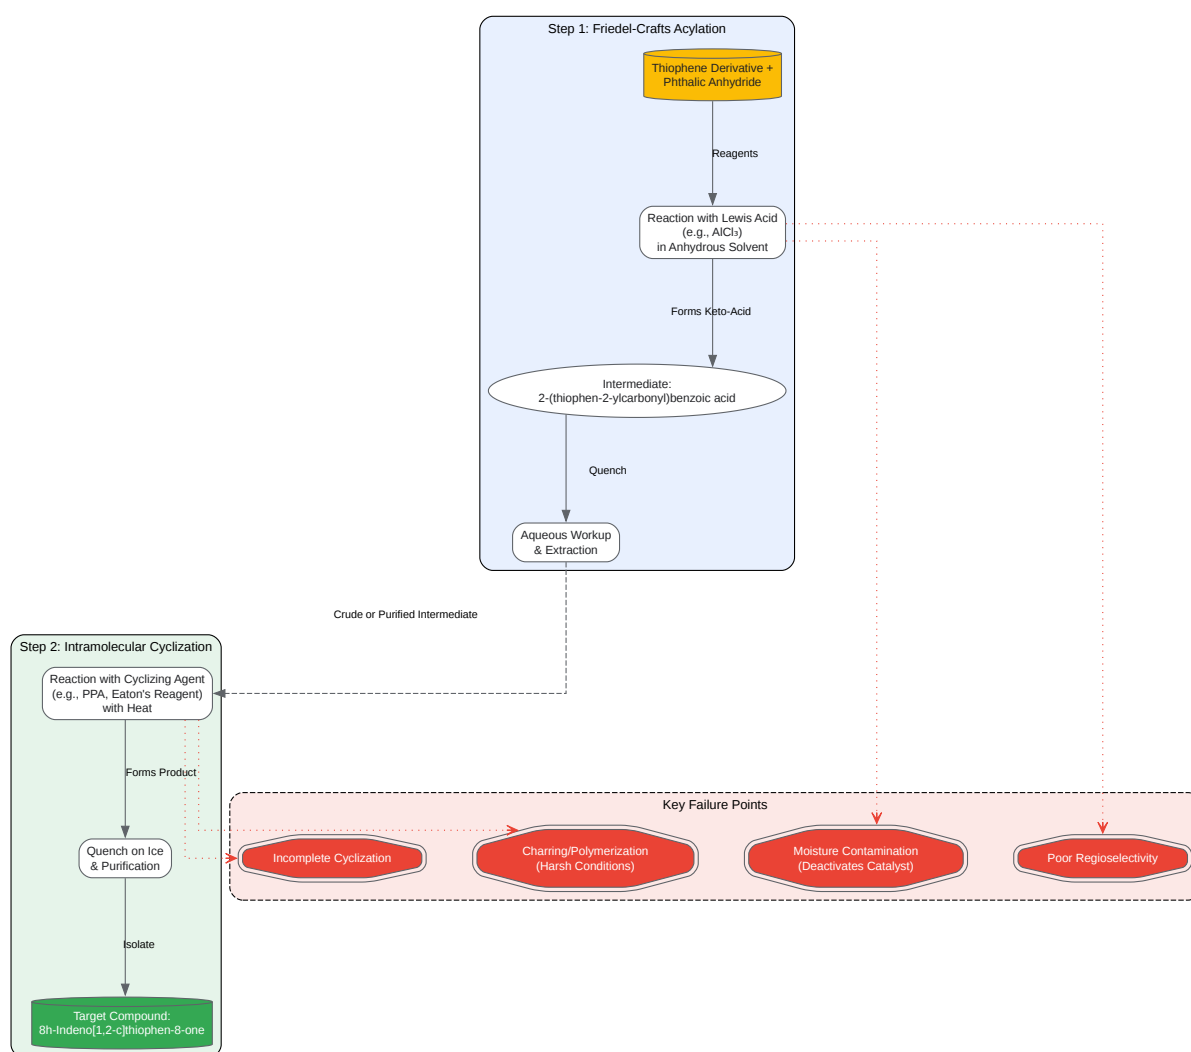 Step 1: Friedel-Crafts Acylation
Thiophene Derivative +
Phthalic Anhydride
Reagents
Reaction with Lewis Acid
(e.g., AlCl₃)
in Anhydrous Solvent
Forms Keto-Acid
Intermediate:
2-(thiophen-2-ylcarbonyl)benzoic acid
Quench
Aqueous Workup
& Extraction
Crude or Purified Intermediate
Step 2: Intramolecular Cyclization
Reaction with Cyclizing Agent
(e.g., PPA, Eaton's Reagent)
with Heat
Forms Product
Quench on Ice
& Purification
Isolate
Target Compound:
8h-Indeno[1,2-c]thiophen-8-one
Key Failure Points
Incomplete Cyclization
Charring/Polymerization
(Harsh Conditions)
Moisture Contamination
(Deactivates Catalyst)
Poor Regioselectivity